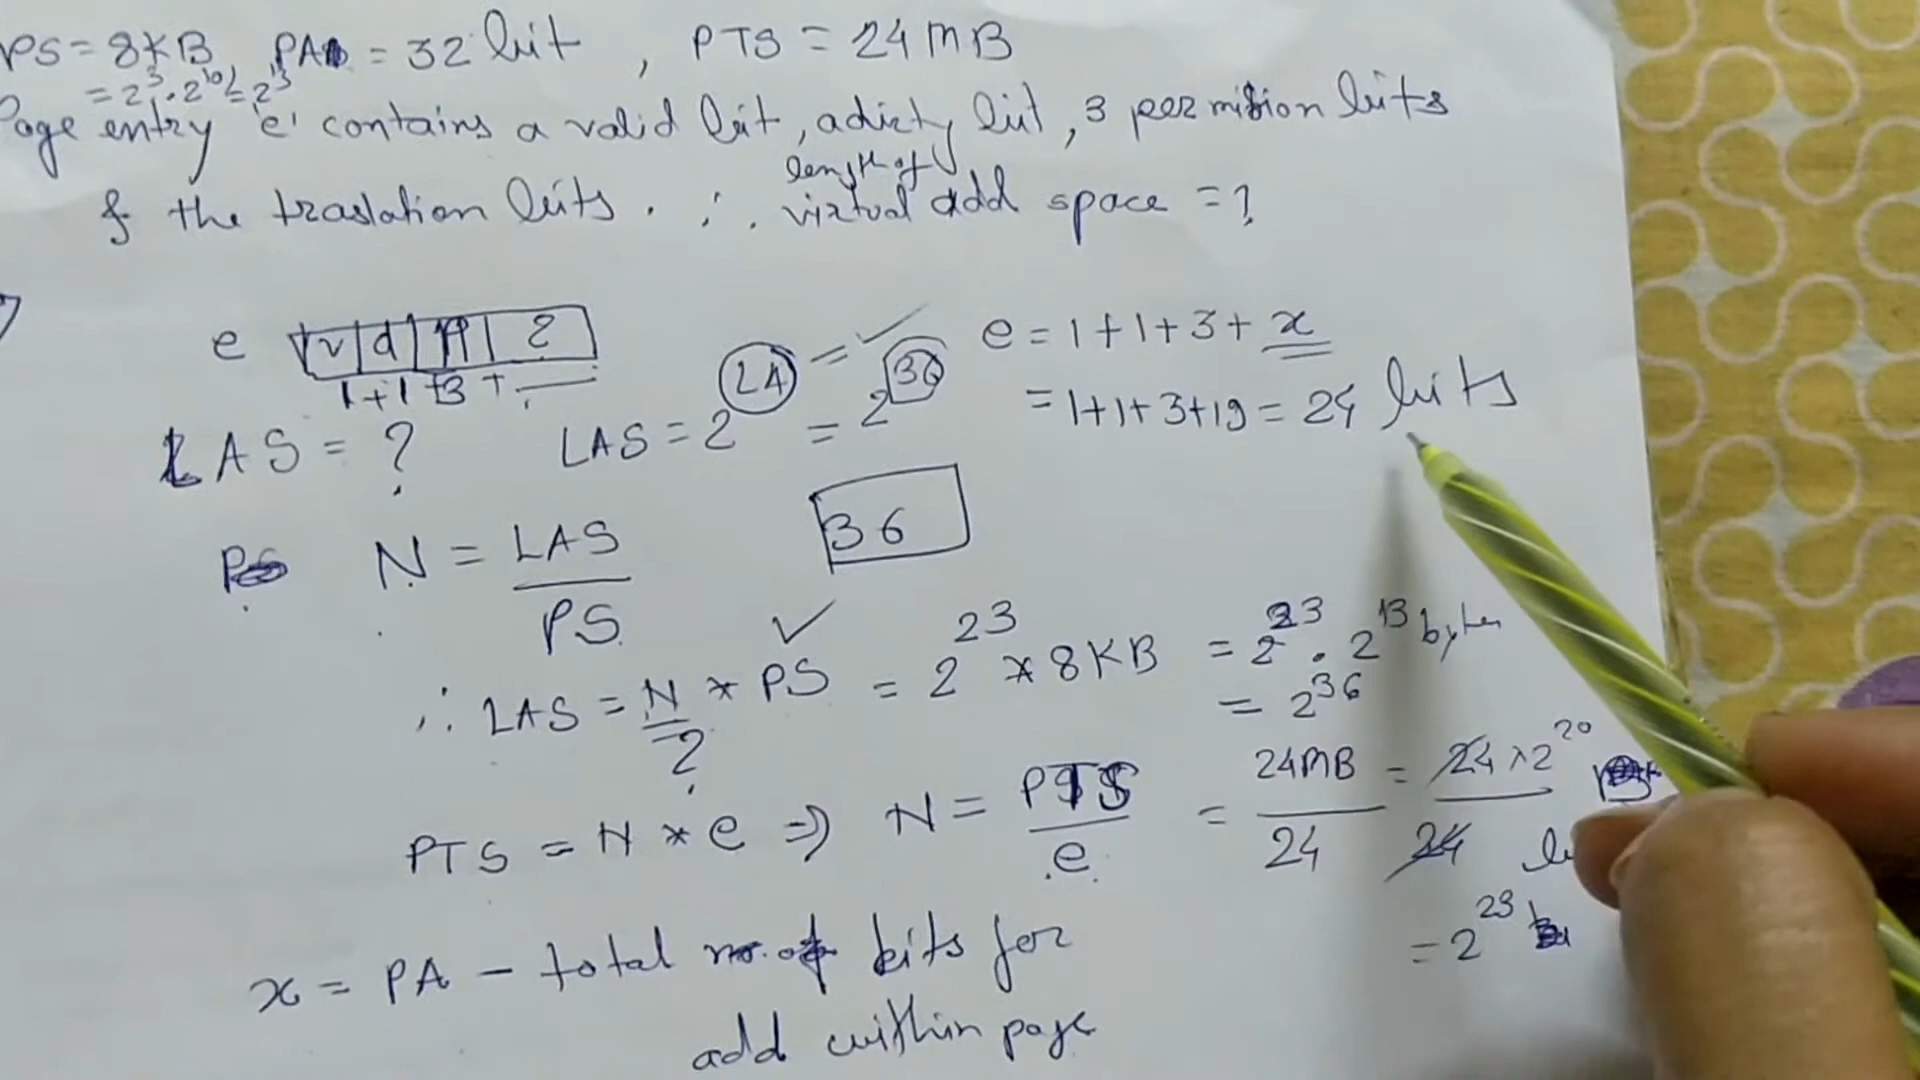 PS = 8KB, PA = 32 bit, PTS = 24 MB
= 2^3 . 2^10 = 2^13
Page entry 'e' contains a valid bit, a dirty bit, 3 permision bits
length of
& the traslation bits. ∴ virtual add space = ?
e v d 2
1+1+3+
LAS = ?
LAS = 2^LA = 2^36
e = 1+1+3+x
= 1+1+3+19 = 24 bits
36
N = LAS / PS
∴ LAS = N * PS = 2^23 * 8KB = 2^23 . 2^13 bytes
?
= 2^36
PTS = N * e => N = PTS / e = 24MB / 24 = 24 × 2^20 / 24
= 2^23
x = PA - total bits for
add within page